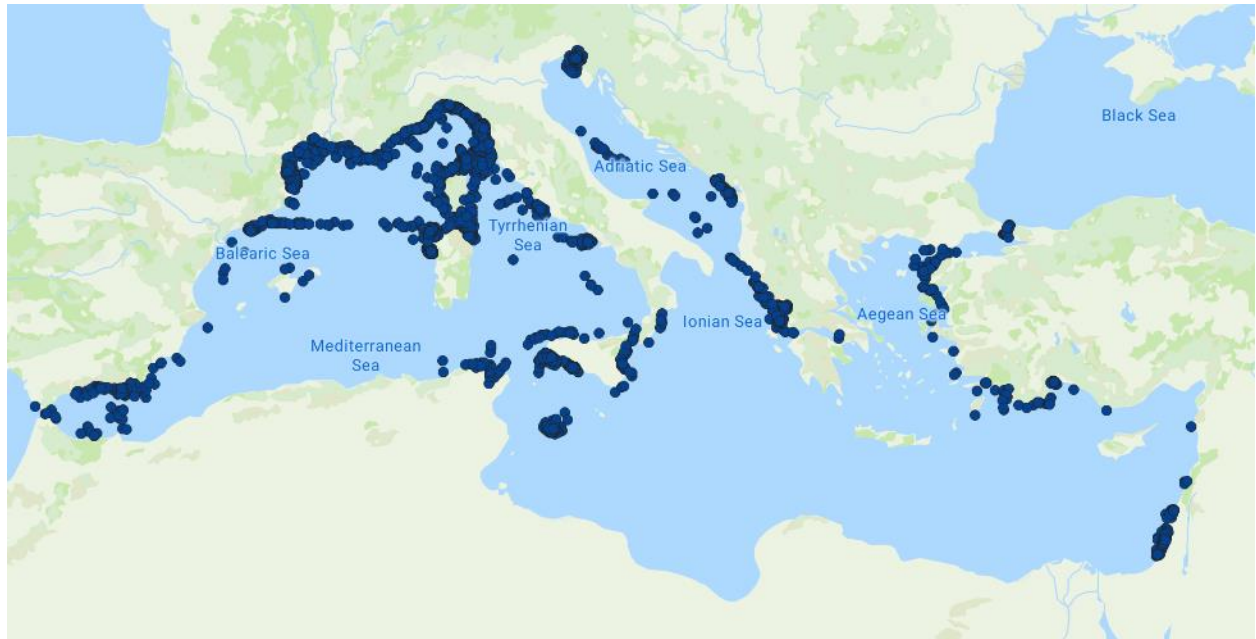 Black Sea
Adriatic Sea
Tyrrhenian
Sea
Balearic Sea
Ionian Sea
Aegean Sea
Mediterranean
Sea